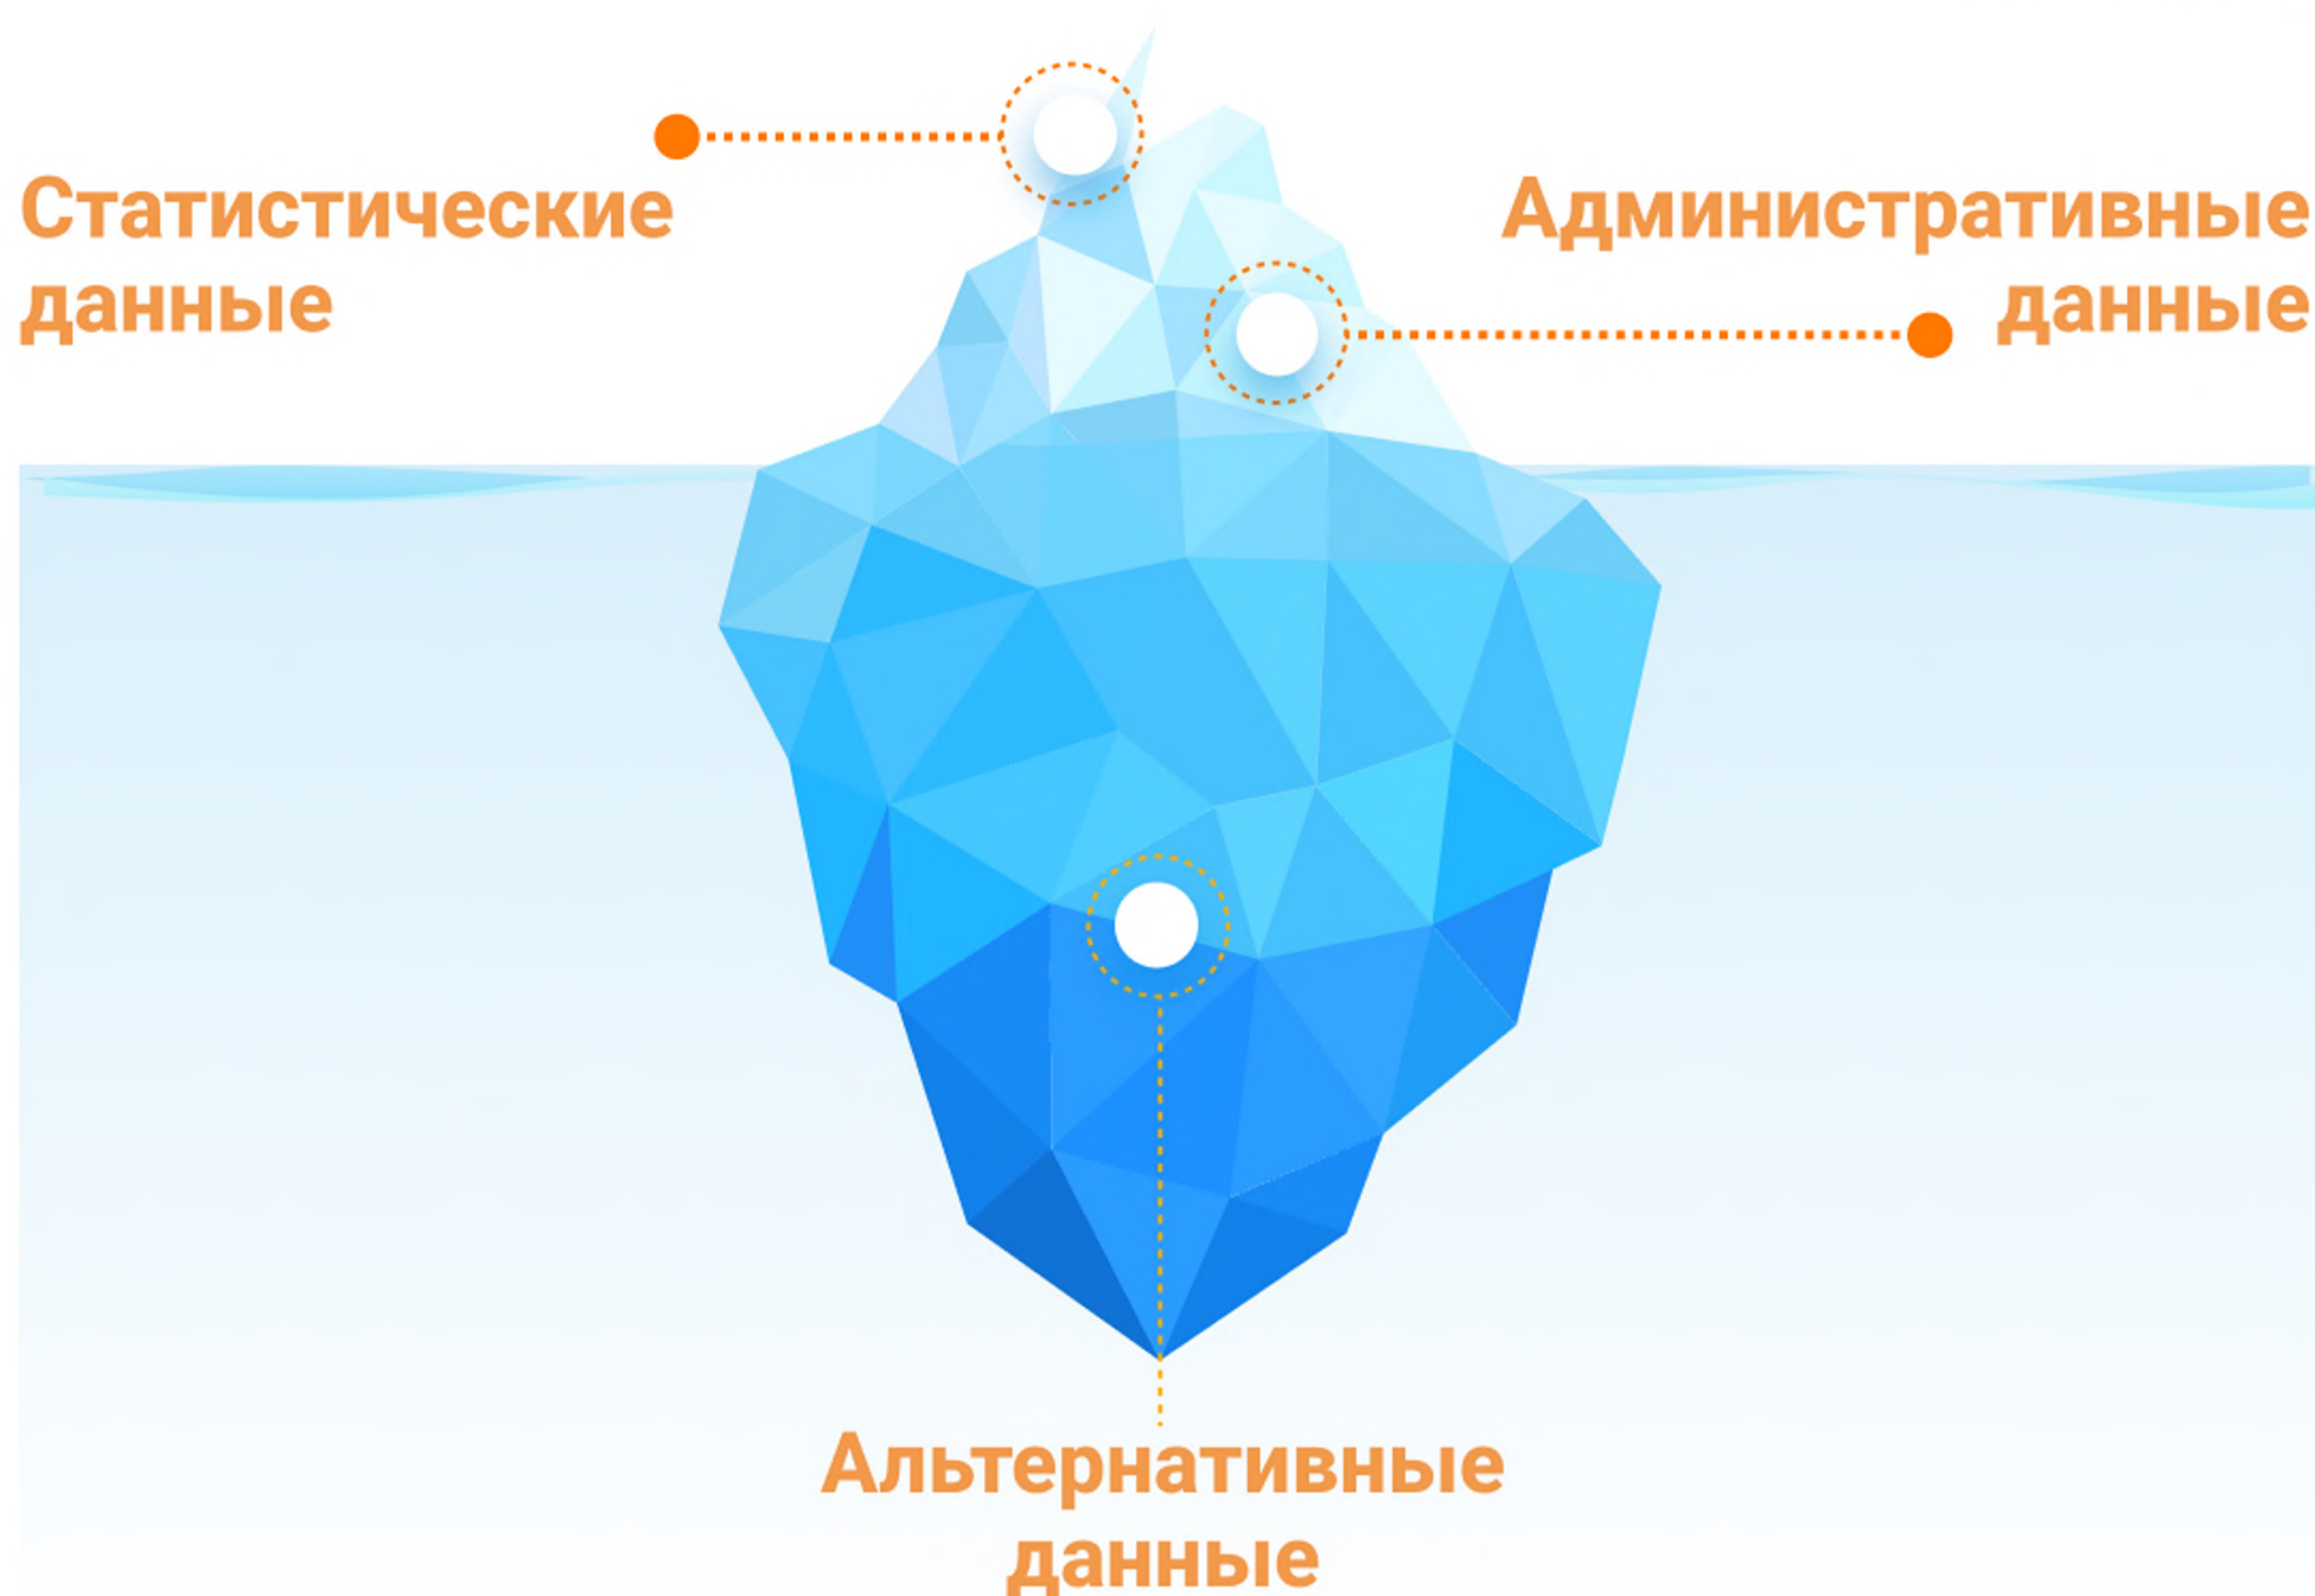 Статистические
данные
Административные
данные
Альтернативные
данные